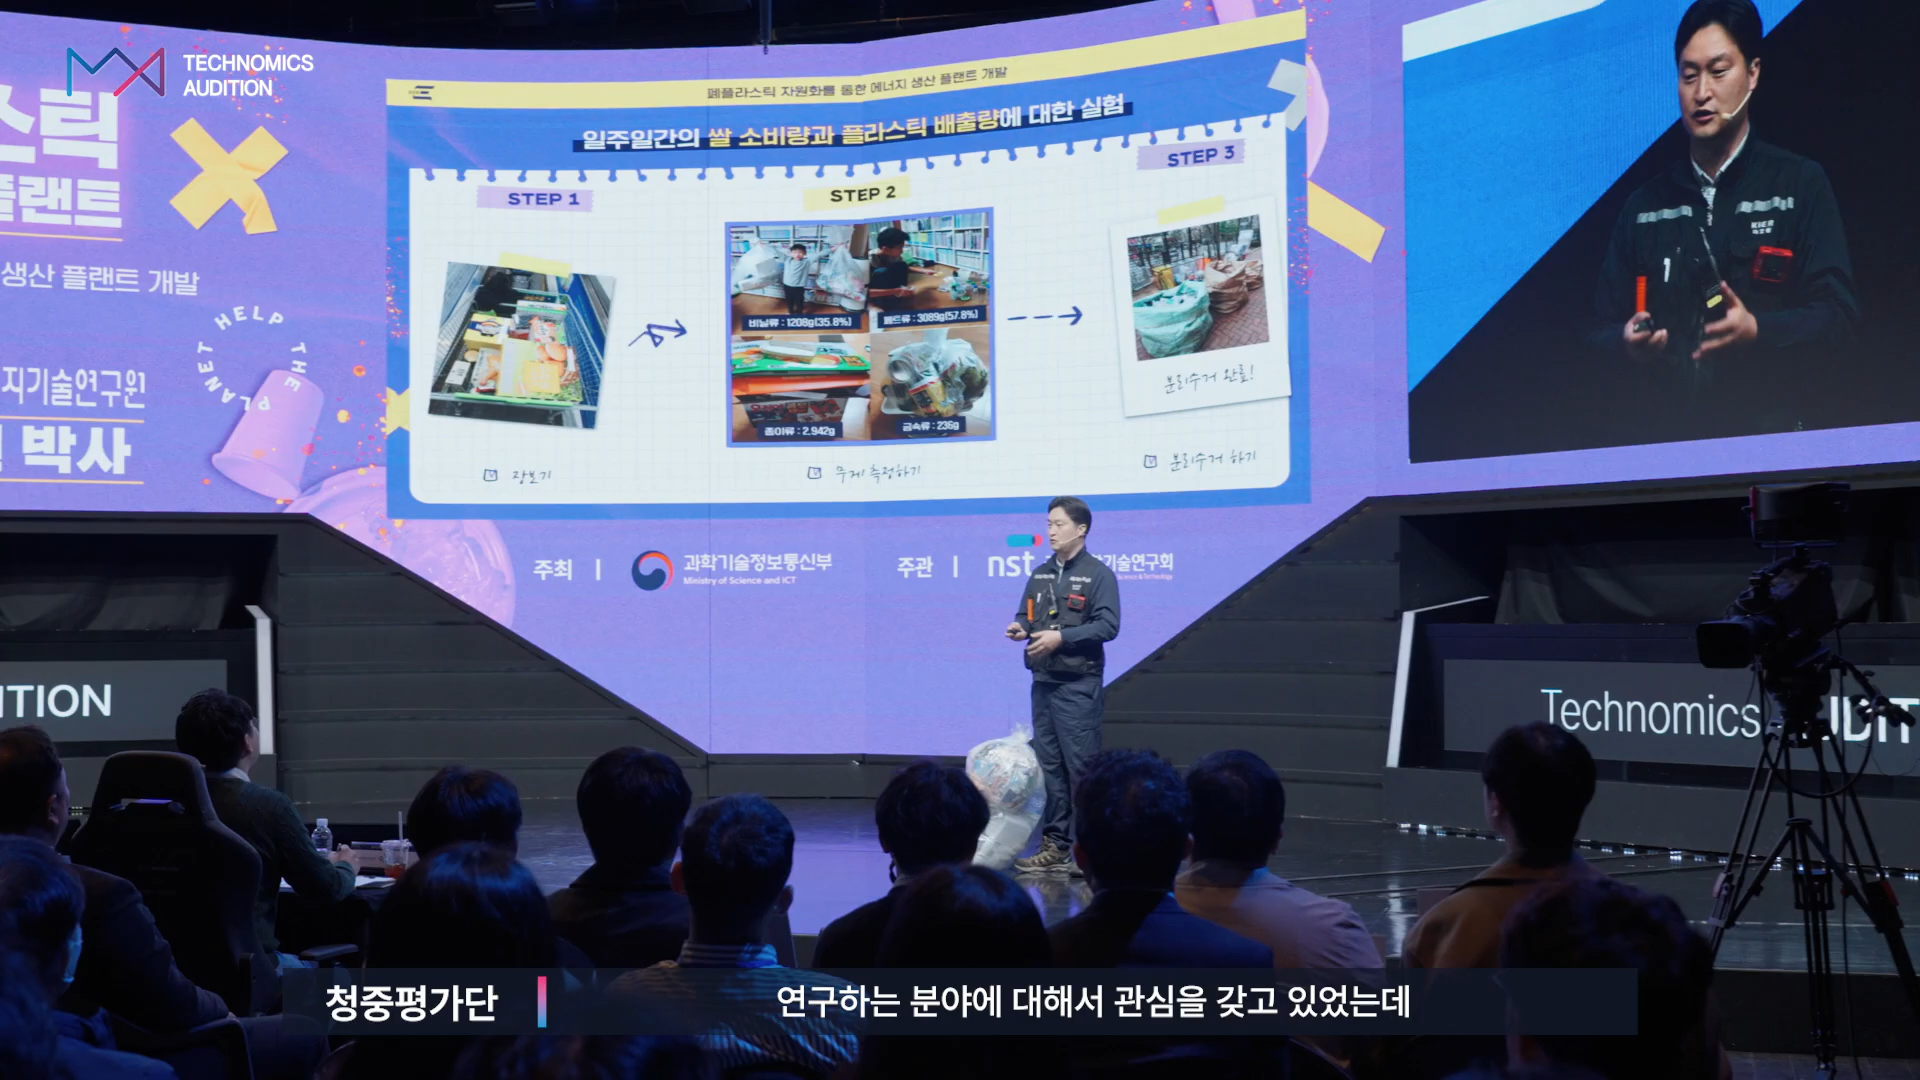 TECHNOMICS
AUDITION
스틱
플랜트
생산 플랜트 개발
HELP THE PLANET
지기술연구원
박사
폐플라스틱 자원화를 통한 에너지 생산 플랜트 개발
일주일간의 쌀 소비량과 플라스틱 배출량에 대한 실험
STEP 1
STEP 2
STEP 3
비닐류 : 1208g(35.8%)
페트류 : 3089g(57.8%)
종이류 : 2,942g
금속류 : 236g
분리수거 완료!
장보기
무게 측정하기
분리수거 하기
KIER
주최 | 과학기술정보통신부
Ministry of Science and ICT
주관 | nst
기술연구회
Science & Technology
ITION
Technomics AUDIT
청중평가단
연구하는 분야에 대해서 관심을 갖고 있었는데